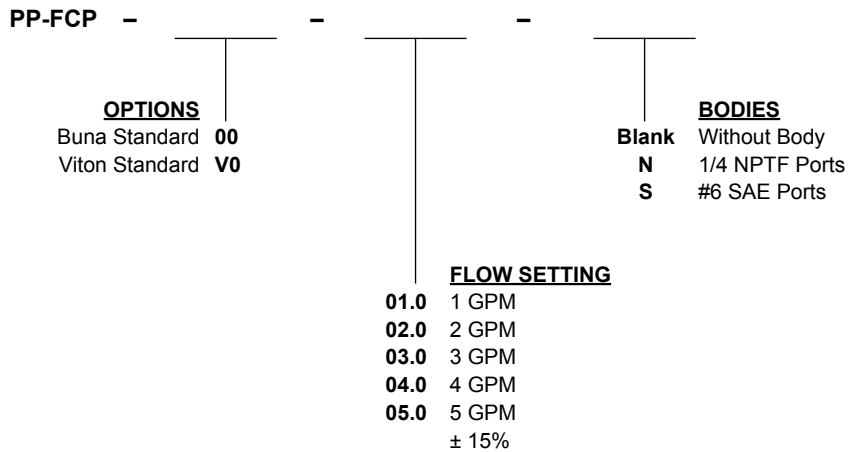 PP-FCP – – –
OPTIONS
Buna Standard 00
Viton Standard V0
BODIES
Blank Without Body
N 1/4 NPTF Ports
S #6 SAE Ports
FLOW SETTING
01.0 1 GPM
02.0 2 GPM
03.0 3 GPM
04.0 4 GPM
05.0 5 GPM
± 15%